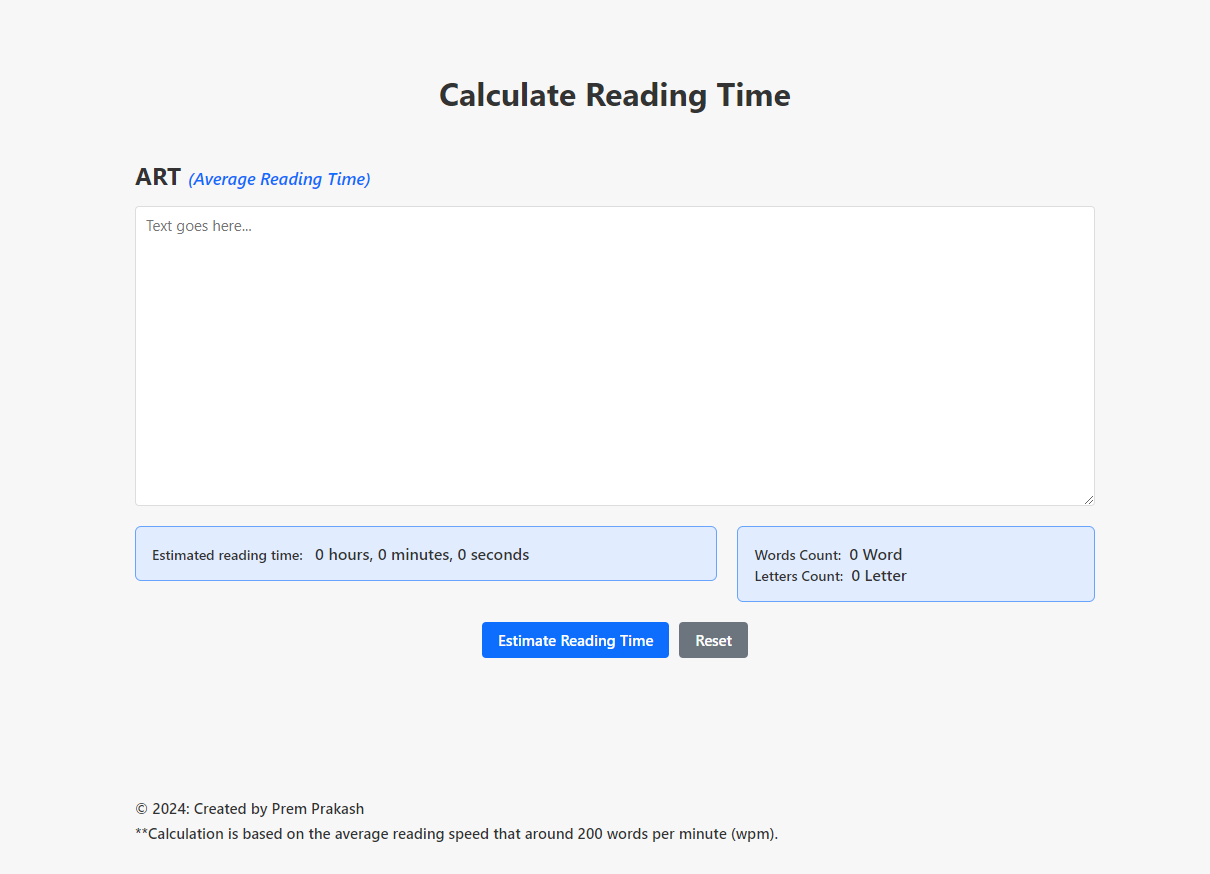 Calculate Reading Time
ART (Average Reading Time)
Text goes here...
Estimated reading time: 0 hours, 0 minutes, 0 seconds
Words Count: 0 Word
Letters Count: 0 Letter
Estimate Reading Time
Reset
© 2024: Created by Prem Prakash
**Calculation is based on the average reading speed that around 200 words per minute (wpm).